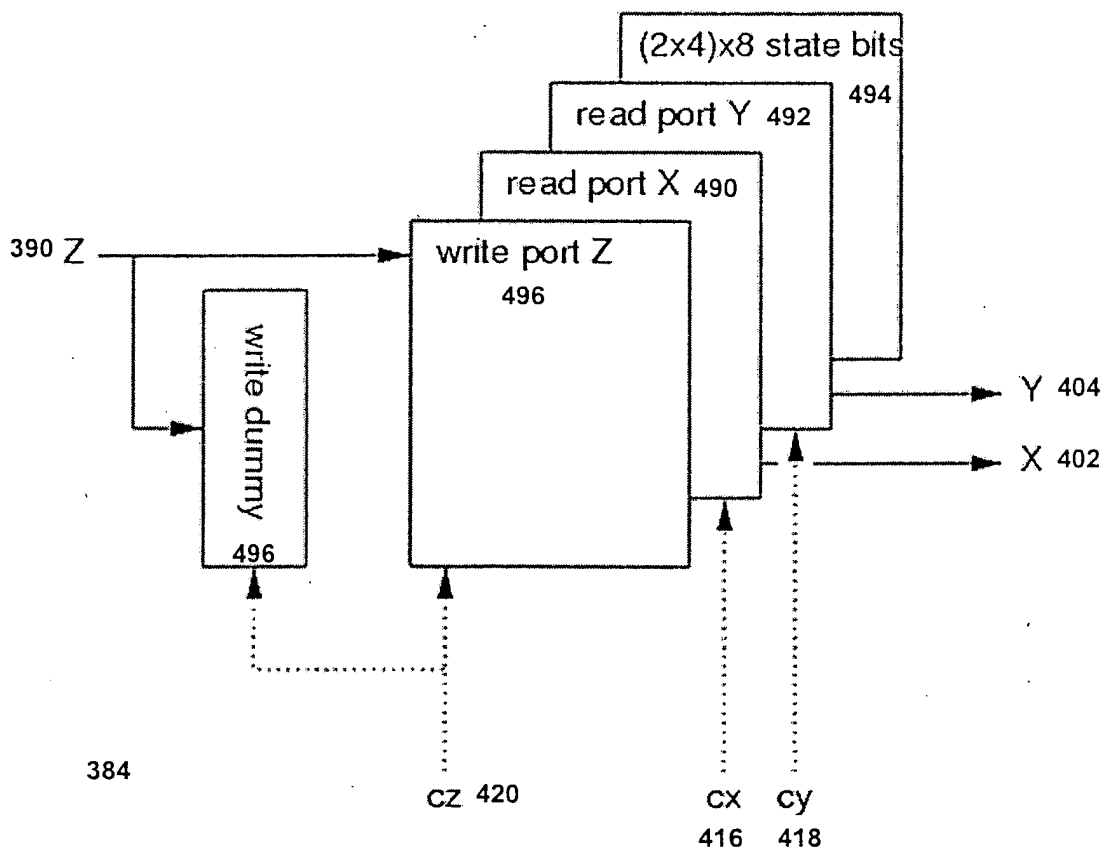 (2x4)x8 state bits
494
read port Y 492
read port X 490
390 Z
write port Z
496
write dummy
496
Y 404
X 402
384
cz 420
cx
416
cy
418